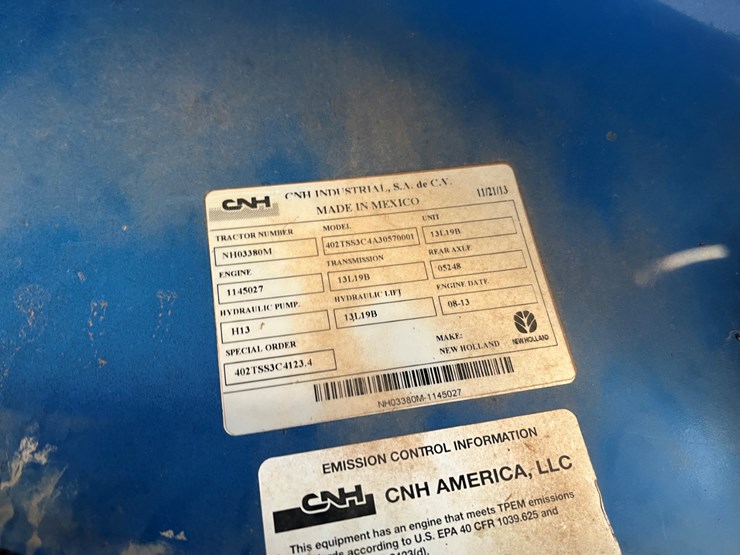 CNH CNH INDUSTRIAL, S.A. de C.V. 11/21/13
MADE IN MEXICO
TRACTOR NUMBER MODEL UNIT
NH03380M 402TSS3C4A30570001 13L19B
ENGINE TRANSMISSION REAR AXLE
1145027 13L19B 05248
HYDRAULIC PUMP. HYDRAULIC LIFT ENGINE DATE
H13 13L19B 08-13
SPECIAL ORDER MAKE:
402TSS3C4123.4 NEW HOLLAND NEW HOLLAND
NH03380M-1145027
EMISSION CONTROL INFORMATION
CNH CNH AMERICA, LLC
This equipment has an engine that meets TPEM emissions
according to U.S. EPA 40 CFR 1039.625 and